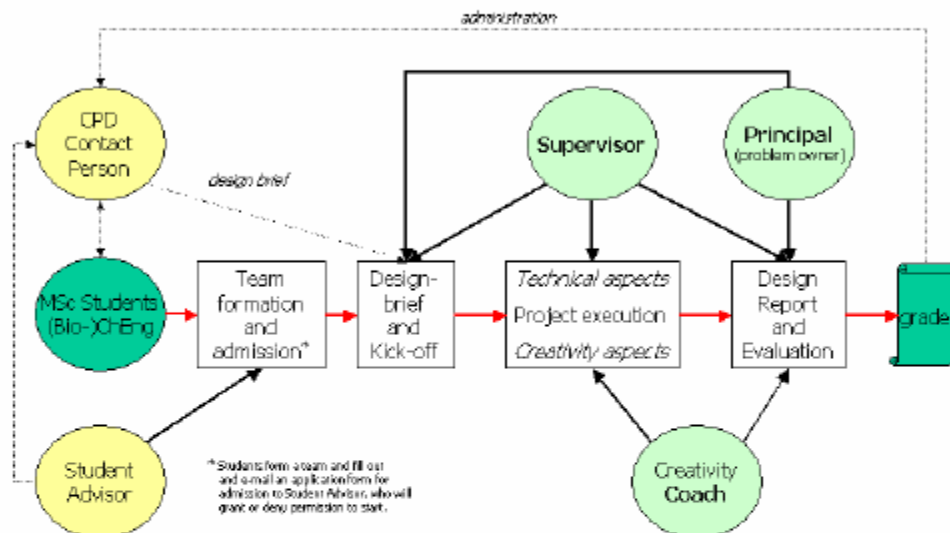 administration
CPD
Contact
Person
design brief
Supervisor
Principal
(problem owner)
MSc Students
(Bio-)ChEng
Team
formation
and
admission*
Design-
brief and
Kick-off
Technical aspects
Project execution
Creativity aspects
Design
Report
and
Evaluation
grade
Student
Advisor
* Students form a team and fill out
and e-mail an application form for
admission to Student Advisor, who will
grant or deny permission to start.
Creativity
Coach